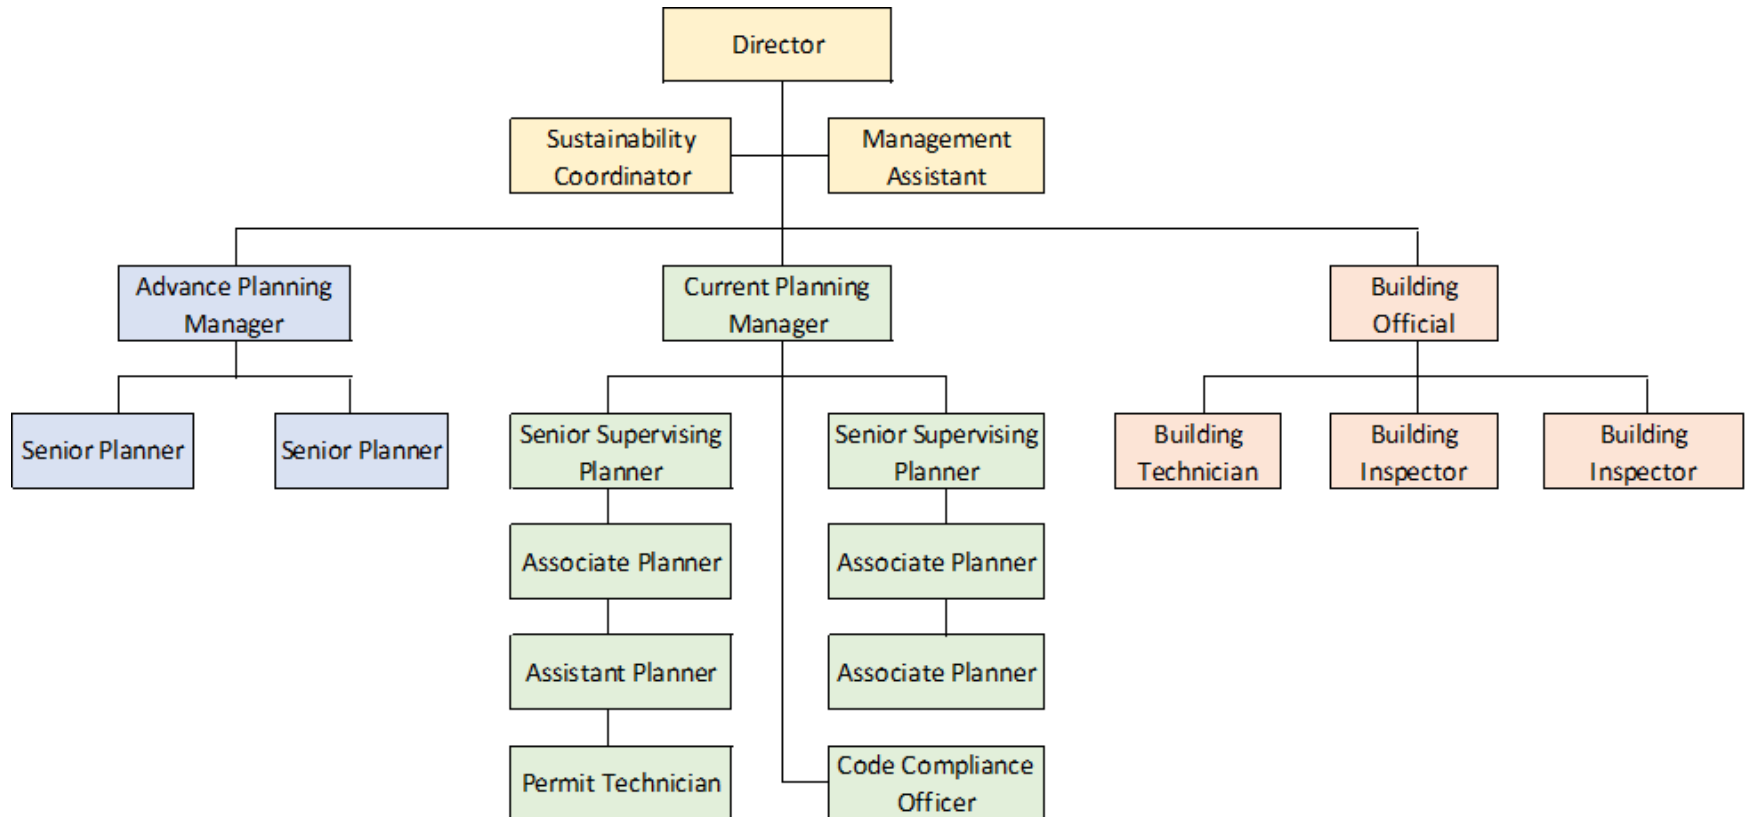 Director
Sustainability
Coordinator
Management
Assistant
Advance Planning
Manager
Current Planning
Manager
Building
Official
Senior Planner
Senior Planner
Senior Supervising
Planner
Senior Supervising
Planner
Building
Technician
Building
Inspector
Building
Inspector
Associate Planner
Associate Planner
Assistant Planner
Associate Planner
Permit Technician
Code Compliance
Officer